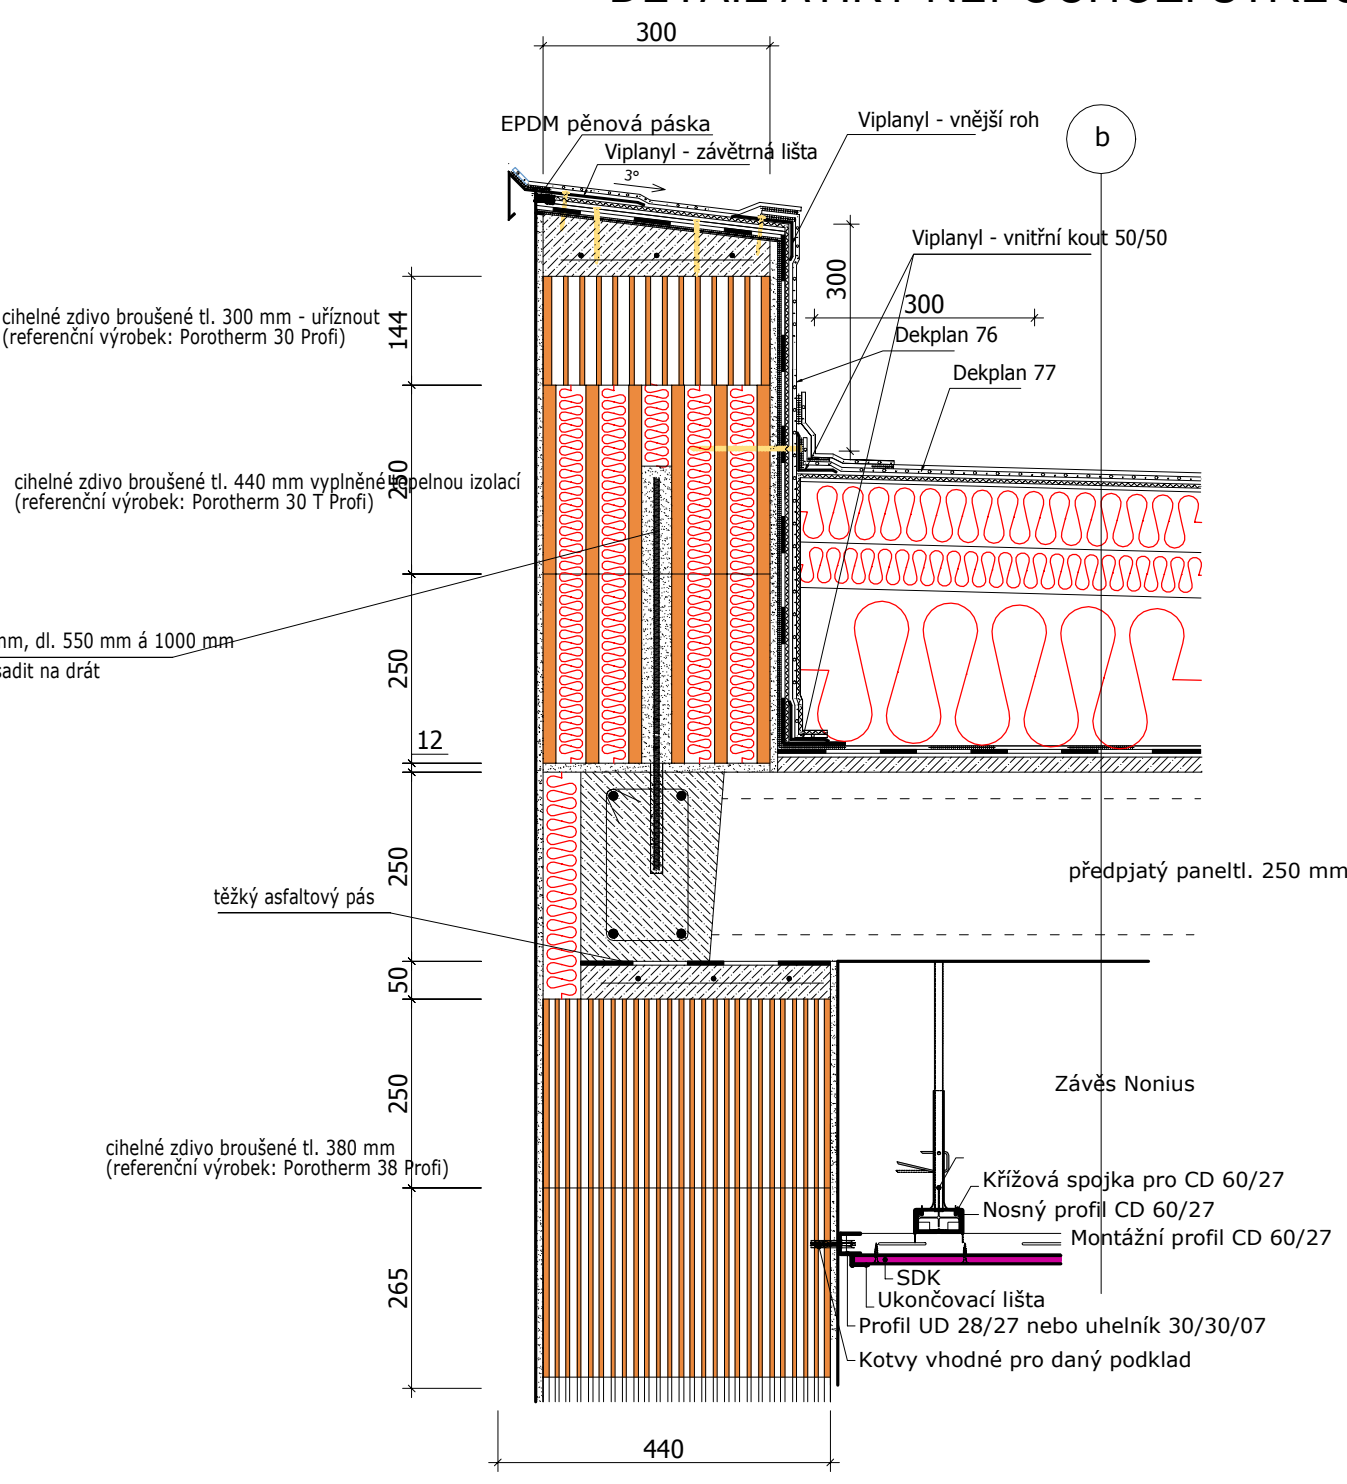 300
EPDM pěnová páska
Viplanyl - závětrná lišta
3°
Viplanyl - vnější roh
b
Viplanyl - vnitřní kout 50/50
300
300
Dekplan 76
Dekplan 77
cihelné zdivo broušené tl. 300 mm - uříznout
(referenční výrobek: Porotherm 30 Profi)
144
cihelné zdivo broušené tl. 440 mm vyplněné tepelnou izolací
(referenční výrobek: Porotherm 30 T Profi)
250
mm, dl. 550 mm á 1000 mm
sadit na drát
250
12
250
předpjatý paneltl. 250 mm
těžký asfaltový pás
50
250
Závěs Nonius
cihelné zdivo broušené tl. 380 mm
(referenční výrobek: Porotherm 38 Profi)
Křížová spojka pro CD 60/27
Nosný profil CD 60/27
Montážní profil CD 60/27
265
SDK
Ukončovací lišta
Profil UD 28/27 nebo uhelník 30/30/07
Kotvy vhodné pro daný podklad
440